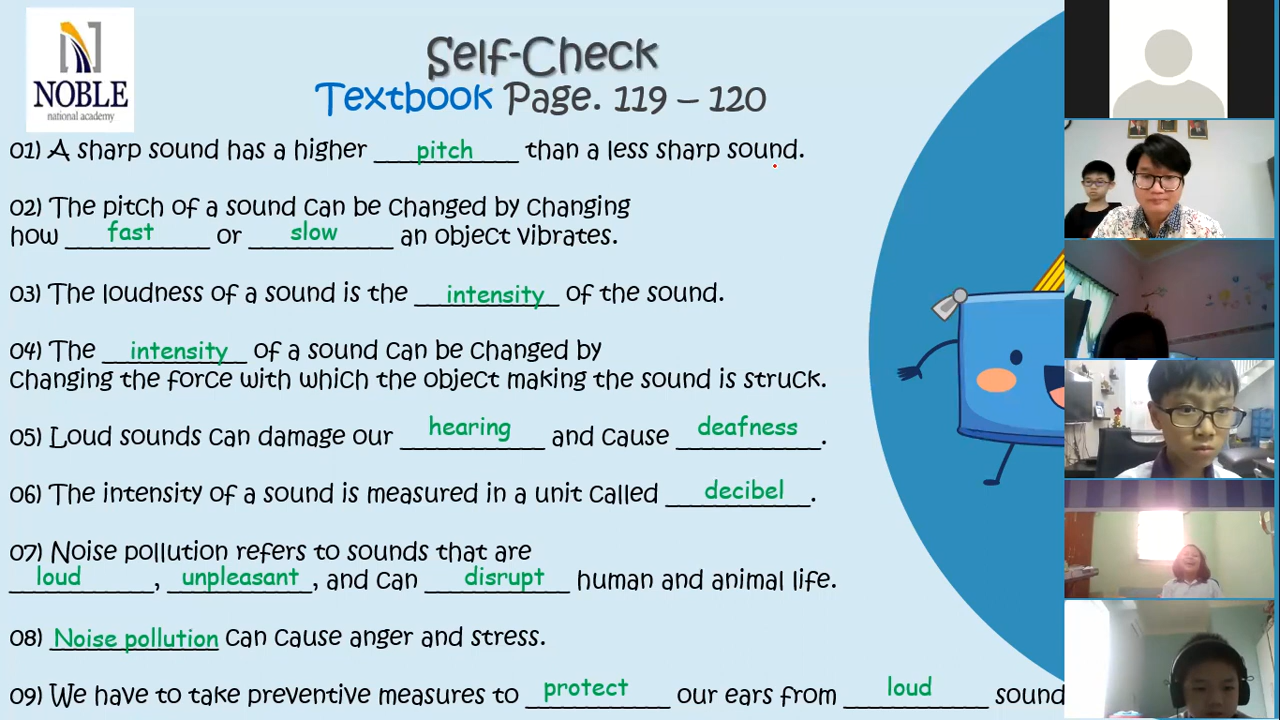 NOBLE
national academy
Self-Check
Textbook Page. 119 – 120
01) A sharp sound has a higher pitch than a less sharp sound.
02) The pitch of a sound can be changed by changing
how fast or slow an object vibrates.
03) The loudness of a sound is the intensity of the sound.
04) The intensity of a sound can be changed by
changing the force with which the object making the sound is struck.
05) Loud sounds can damage our hearing and cause deafness.
06) The intensity of a sound is measured in a unit called decibel.
07) Noise pollution refers to sounds that are
loud, unpleasant, and can disrupt human and animal life.
08) Noise pollution can cause anger and stress.
09) We have to take preventive measures to protect our ears from loud sound